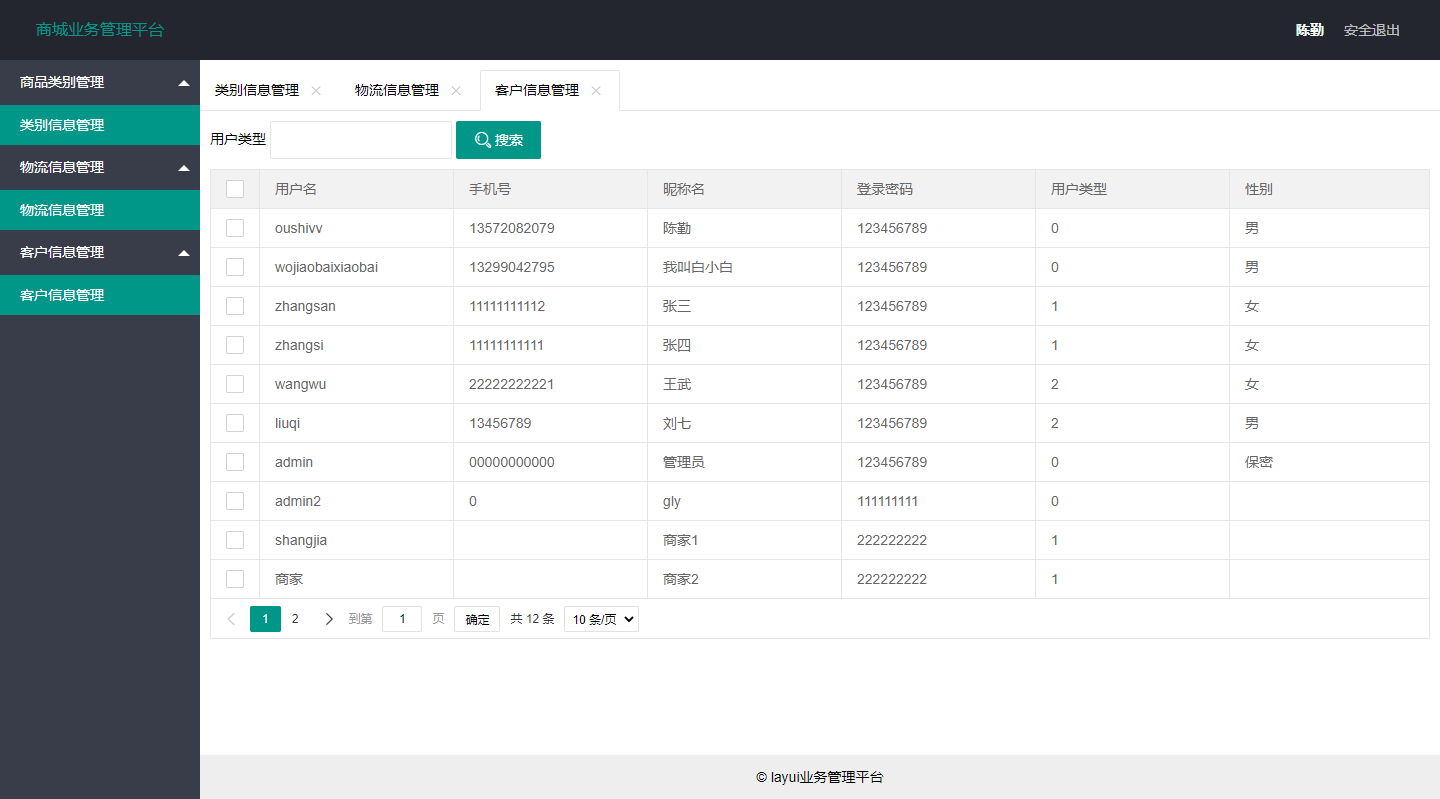 商城业务管理平台
陈勤 安全退出
商品类别管理
类别信息管理
物流信息管理
物流信息管理
客户信息管理
客户信息管理
类别信息管理 物流信息管理 客户信息管理
用户类型 搜索
用户名 手机号 昵称名 登录密码 用户类型 性别
oushivv 13572082079 陈勤 123456789 0 男
wojiaobaixiaobai 13299042795 我叫白小白 123456789 0 男
zhangsan 11111111112 张三 123456789 1 女
zhangsi 11111111111 张四 123456789 1 女
wangwu 22222222221 王武 123456789 2 女
liuqi 13456789 刘七 123456789 2 男
admin 00000000000 管理员 123456789 0 保密
admin2 0 gly 111111111 0
shangjia 商家1 222222222 1
商家 商家2 222222222 1
1 2 到第 1 页 确定 共 12 条 10 条/页
© layui业务管理平台